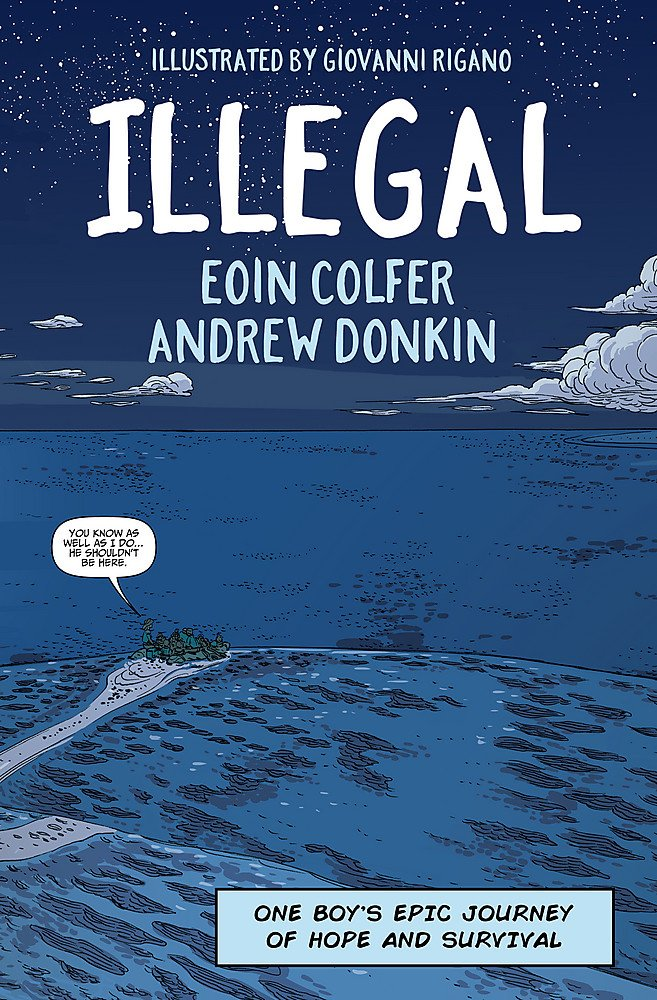 ILLUSTRATED BY GIOVANNI RIGANO
ILLEGAL
EOIN COLFER
ANDREW DONKIN
YOU KNOW AS
WELL AS I DO...
HE SHOULDN'T
BE HERE.
ONE BOY'S EPIC JOURNEY
OF HOPE AND SURVIVAL